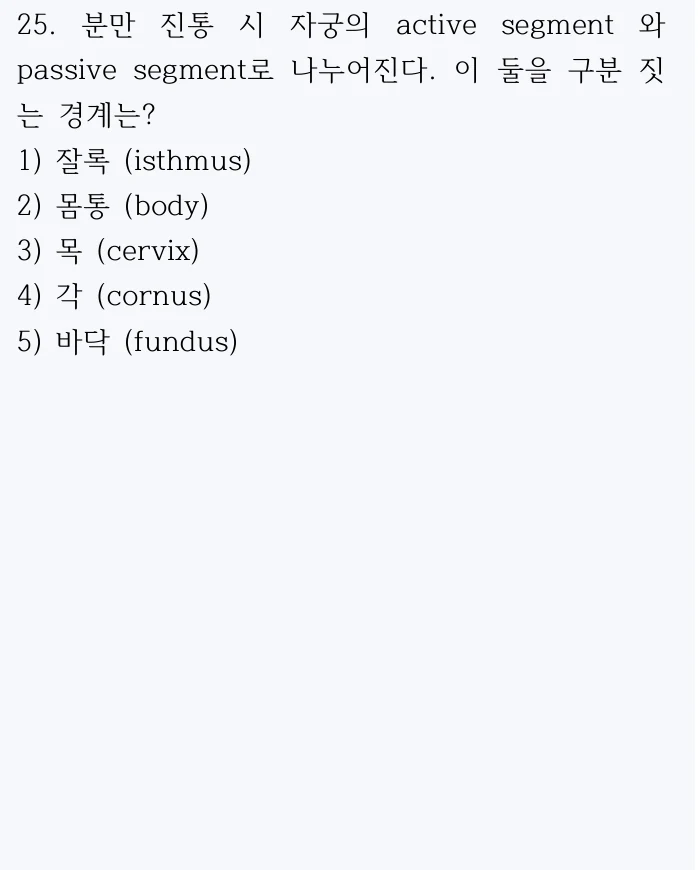 25. 분만 진통 시 자궁의 active segment 와
passive segment로 나누어진다. 이 둘을 구분 짓
는 경계는?
1) 잘록 (isthmus)
2) 몸통 (body)
3) 목 (cervix)
4) 각 (cornus)
5) 바닥 (fundus)